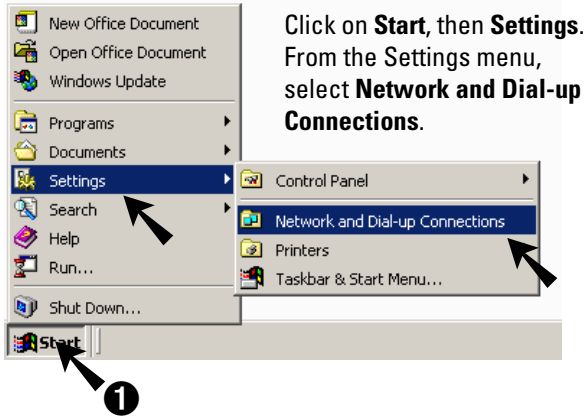 New Office Document
Open Office Document
Windows Update
Programs
Documents
Settings
Search
Help
Run...
Shut Down...
Start
Click on Start, then Settings.
From the Settings menu,
select Network and Dial-up
Connections.
Control Panel
Network and Dial-up Connections
Printers
Taskbar & Start Menu...
1